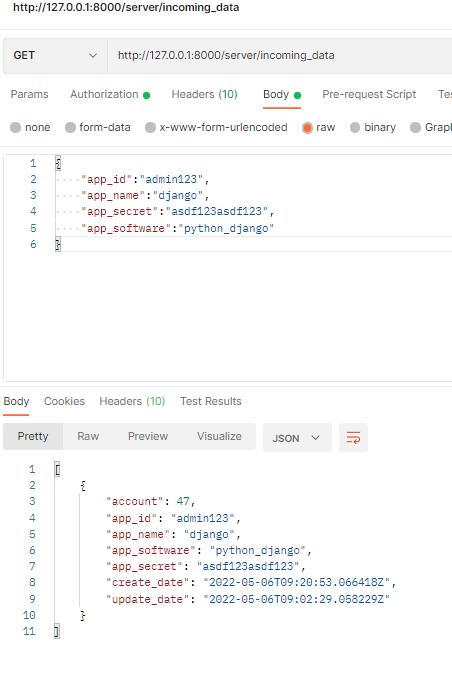 http://127.0.0.1:8000/server/incoming_data
GET http://127.0.0.1:8000/server/incoming_data
Params Authorization Headers (10) Body Pre-request Script Te
none form-data x-www-form-urlencoded raw binary Grap
1 {
2 "app_id":"admin123",
3 "app_name":"django",
4 "app_secret":"asdf123asdf123",
5 "app_software":"python_django"
6 }
Body Cookies Headers (10) Test Results
Pretty Raw Preview Visualize JSON
1 [
2 {
3 "account": 47,
4 "app_id": "admin123",
5 "app_name": "django",
6 "app_software": "python_django",
7 "app_secret": "asdf123asdf123",
8 "create_date": "2022-05-06T09:20:53.066418Z",
9 "update_date": "2022-05-06T09:02:29.058229Z"
10 }
11 ]